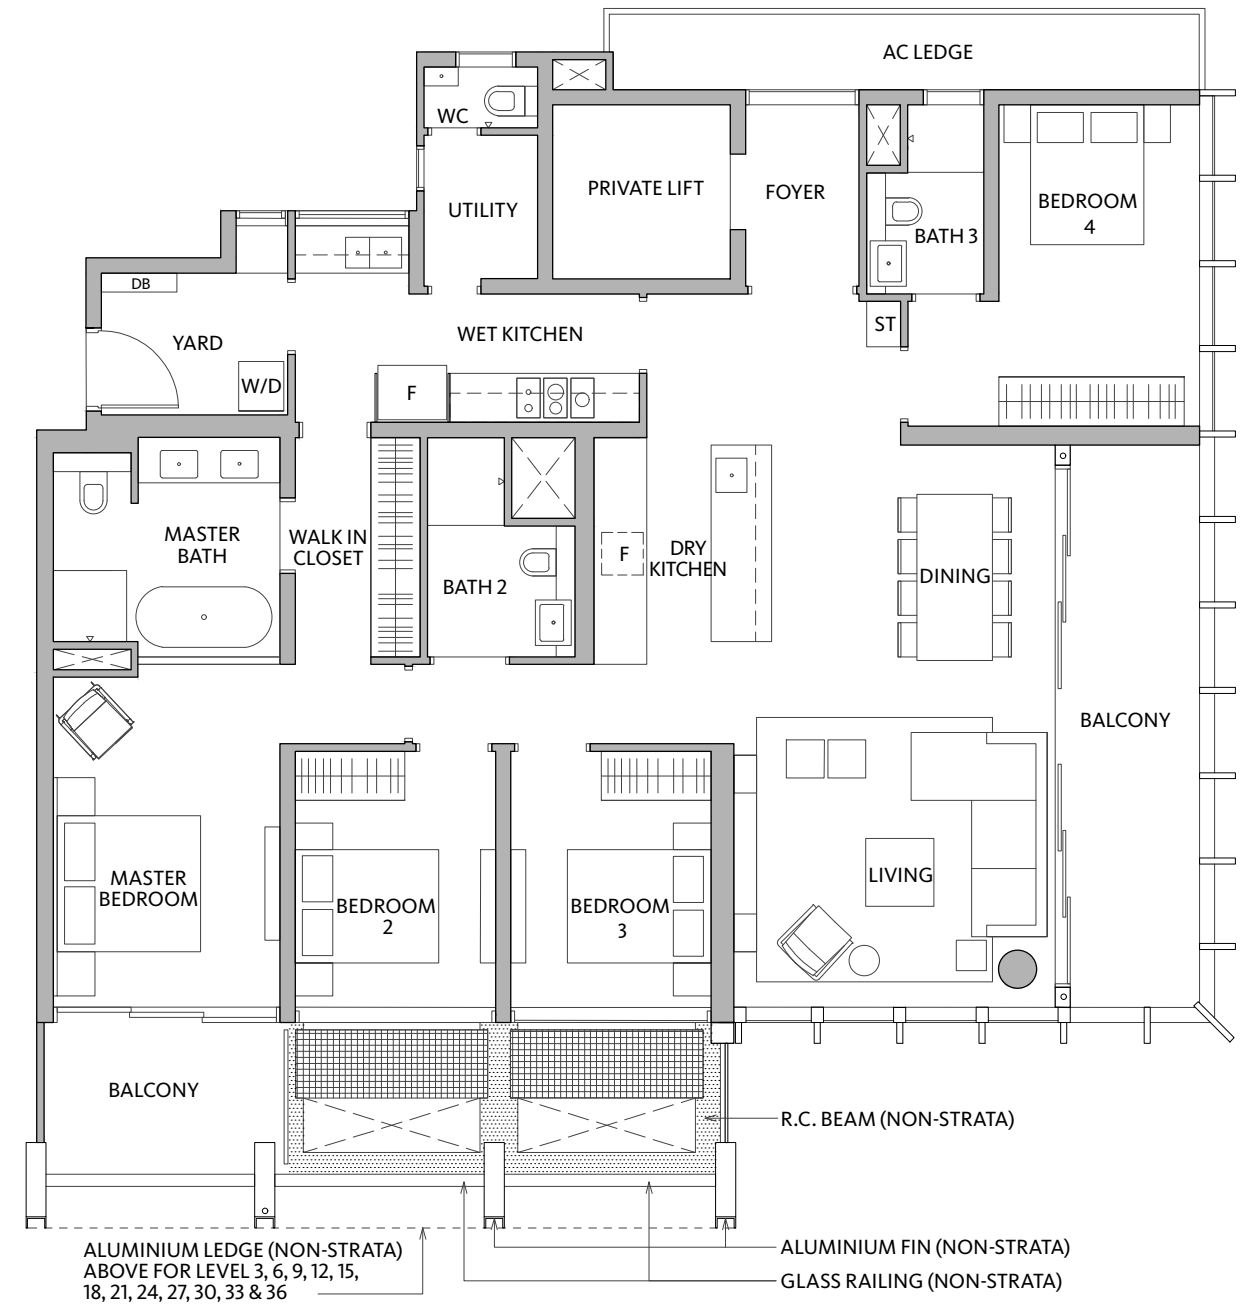 AC LEDGE
WC
PRIVATE LIFT
FOYER
UTILITY
BATH 3
BEDROOM
4
DB
YARD
WET KITCHEN
ST
W/D
F
MASTER
BATH
WALK IN
CLOSET
BATH 2
F
DRY
KITCHEN
DINING
BALCONY
MASTER
BEDROOM
BEDROOM
2
BEDROOM
3
LIVING
BALCONY
R.C. BEAM (NON-STRATA)
ALUMINIUM LEDGE (NON-STRATA)
ABOVE FOR LEVEL 3, 6, 9, 12, 15,
18, 21, 24, 27, 30, 33 & 36
ALUMINIUM FIN (NON-STRATA)
GLASS RAILING (NON-STRATA)